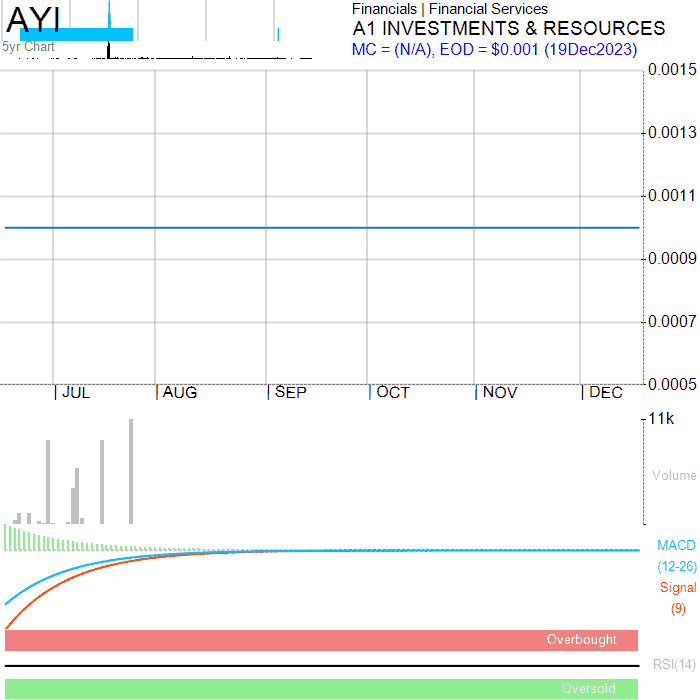 AYI
5yr Chart
Financials | Financial Services
A1 INVESTMENTS & RESOURCES
MC = (N/A), EOD = $0.001 (19Dec2023)
0.0015
0.0013
0.0011
0.0009
0.0007
0.0005
| JUL | AUG | SEP | OCT | NOV | DEC
11k
Volume
MACD
(12-26)
Signal
(9)
Overbought
RSI(14)
Oversold